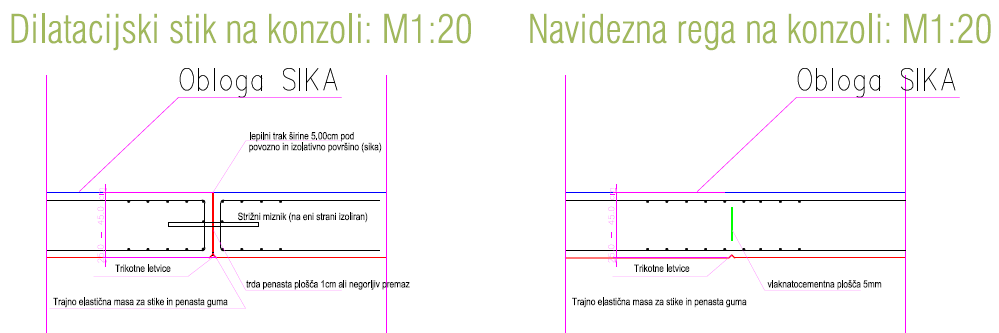 Dilatacijski stik na konzoli: M1:20
Obloga SIKA
lepilni trak širine 5,00cm pod
povozno in izolativno površino (sika)
Strižni miznik (na eni strani izoliran)
Trikotne letvice
trda penasta plošča 1cm ali negorljiv premaz
Trajno elastična masa za stike in penasta guma
Navidezna rega na konzoli: M1:20
Obloga SIKA
Trikotne letvice
vlaknatocementna plošča 5mm
Trajno elastična masa za stike in penasta guma